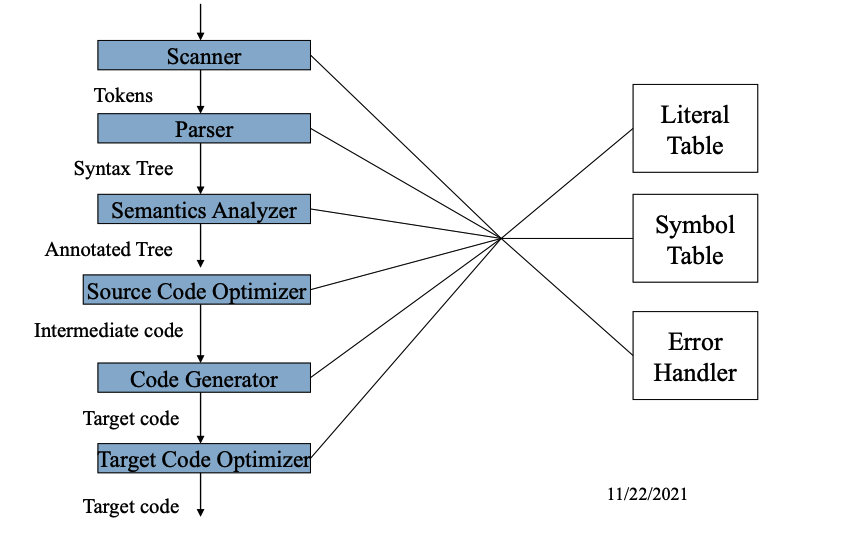 Scanner
Tokens
Parser
Syntax Tree
Semantics Analyzer
Annotated Tree
Source Code Optimizer
Intermediate code
Code Generator
Target code
Target Code Optimizer
Target code
Literal
Table
Symbol
Table
Error
Handler
11/22/2021